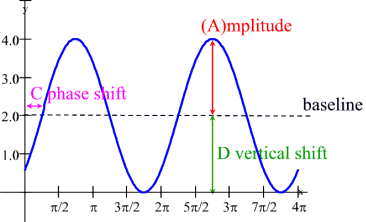 y
(A)mplitude
4.0
3.0
C phase shift
2.0
baseline
1.0
D vertical shift
x
π/2 π 3π/2 2π 5π/2 3π 7π/2 4π